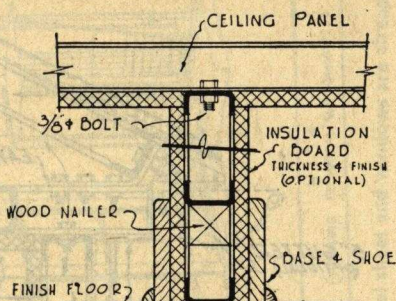 CEILING PANEL
3/8"ϕ BOLT
INSULATION
BOARD
THICKNESS & FINISH
(OPTIONAL)
WOOD NAILER
BASE & SHOE
FINISH FLOOR